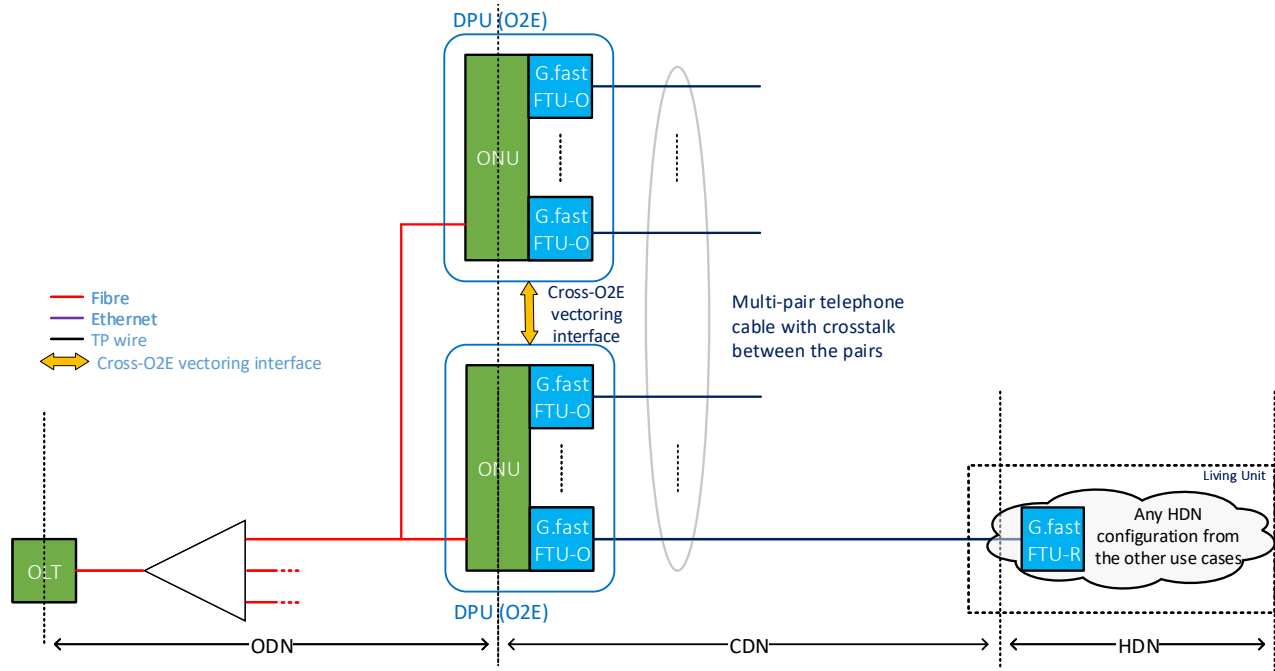 DPU (O2E)
G.fast
FTU-O
ONU
G.fast
FTU-O
Cross-O2E
vectoring
interface
Multi-pair telephone
cable with crosstalk
between the pairs
Fibre
Ethernet
TP wire
Cross-O2E vectoring interface
G.fast
FTU-O
ONU
G.fast
FTU-O
DPU (O2E)
OLT
Living Unit
G.fast
FTU-R
Any HDN
configuration from
the other use cases
ODN
CDN
HDN